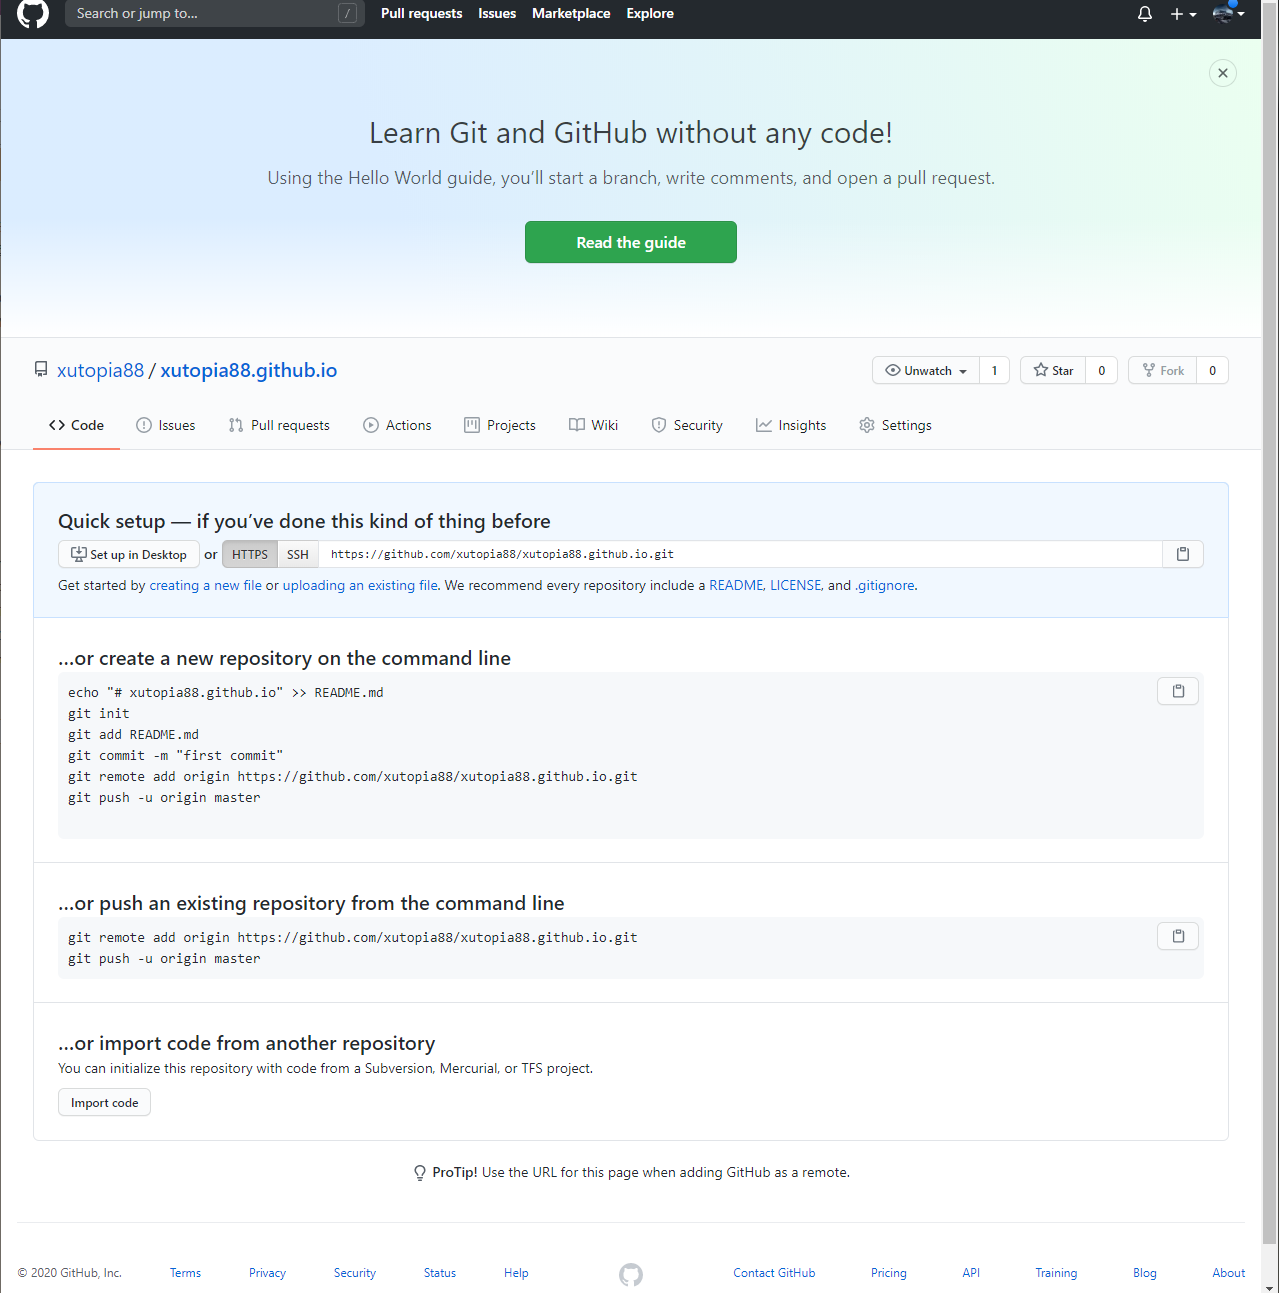 Search or jump to... /
Pull requests Issues Marketplace Explore
Learn Git and GitHub without any code!
Using the Hello World guide, you’ll start a branch, write comments, and open a pull request.
Read the guide
xutopia88 / xutopia88.github.io
Unwatch 1 Star 0 Fork 0
Code Issues Pull requests Actions Projects Wiki Security Insights Settings
Quick setup — if you’ve done this kind of thing before
Set up in Desktop or HTTPS SSH https://github.com/xutopia88/xutopia88.github.io.git
Get started by creating a new file or uploading an existing file. We recommend every repository include a README, LICENSE, and .gitignore.
…or create a new repository on the command line
echo "# xutopia88.github.io" >> README.md
git init
git add README.md
git commit -m "first commit"
git remote add origin https://github.com/xutopia88/xutopia88.github.io.git
git push -u origin master
…or push an existing repository from the command line
git remote add origin https://github.com/xutopia88/xutopia88.github.io.git
git push -u origin master
…or import code from another repository
You can initialize this repository with code from a Subversion, Mercurial, or TFS project.
Import code
ProTip! Use the URL for this page when adding GitHub as a remote.
© 2020 GitHub, Inc. Terms Privacy Security Status Help Contact GitHub Pricing API Training Blog About